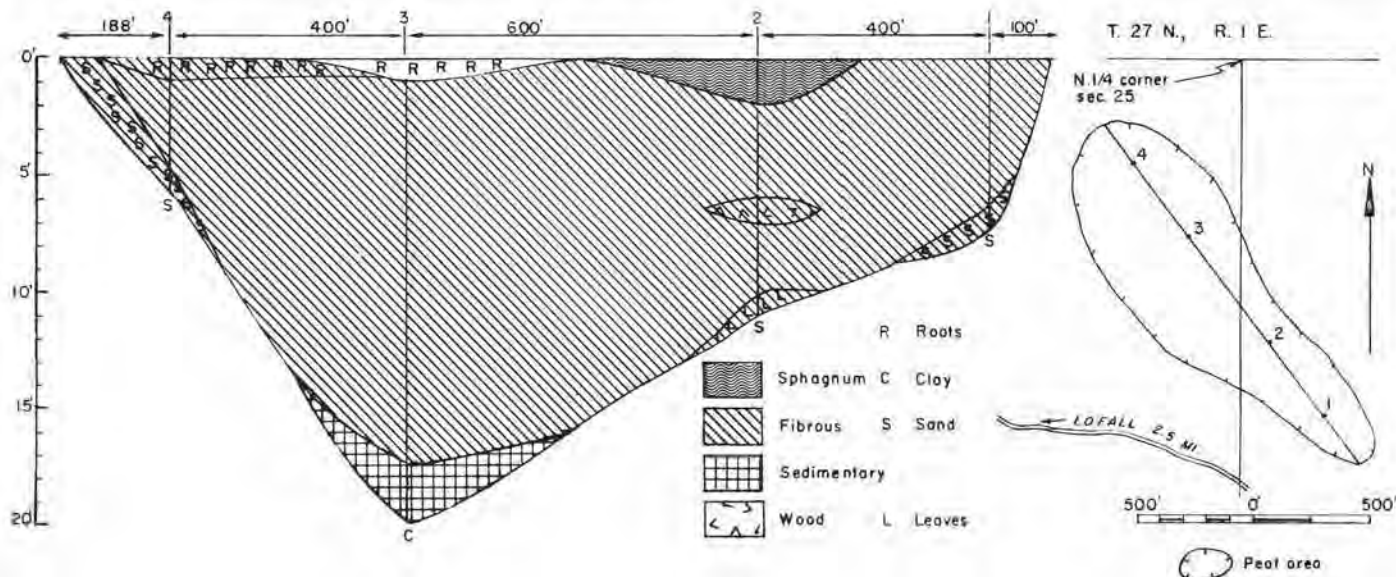 4 3 2 1
188' 400' 600' 400' 100'
0'
R R R R R R R R R R R R R
S S S S S S S S S
5'
S
S S S S S
S
10'
L L L L
S
15'
20'
C
R Roots
Sphagnum C Clay
Fibrous S Sand
Sedimentary
Wood L Leaves
T. 27 N., R. I E.
N. 1/4 corner
sec. 25
N
4
3
2
1
LOFALL 2.5 MI.
500' 0' 500'
Peat area